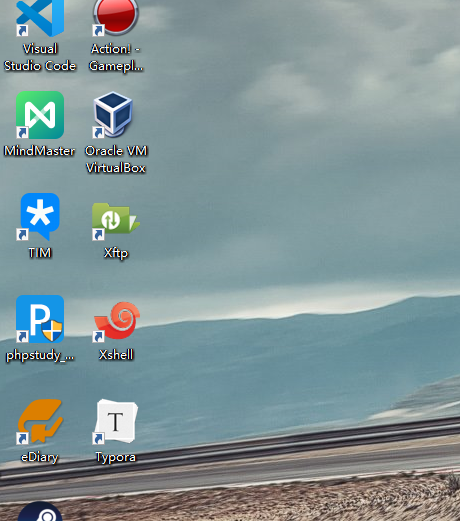 Visual
Studio Code
Action! -
Gamepl...
MindMaster
Oracle VM
VirtualBox
TIM
Xftp
P
phpstudy_...
Xshell
eDiary
T
Typora